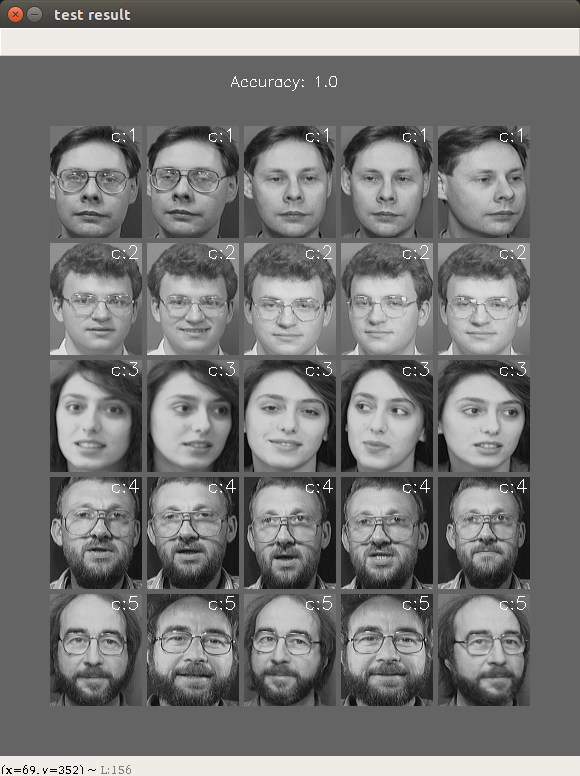 test result
Accuracy: 1.0
c:1 c:1 c:1 c:1 c:1
c:2 c:2 c:2 c:2 c:2
c:3 c:3 c:3 c:3 c:3
c:4 c:4 c:4 c:4 c:4
c:5 c:5 c:5 c:5 c:5
(x=69, y=352) ~ L:156